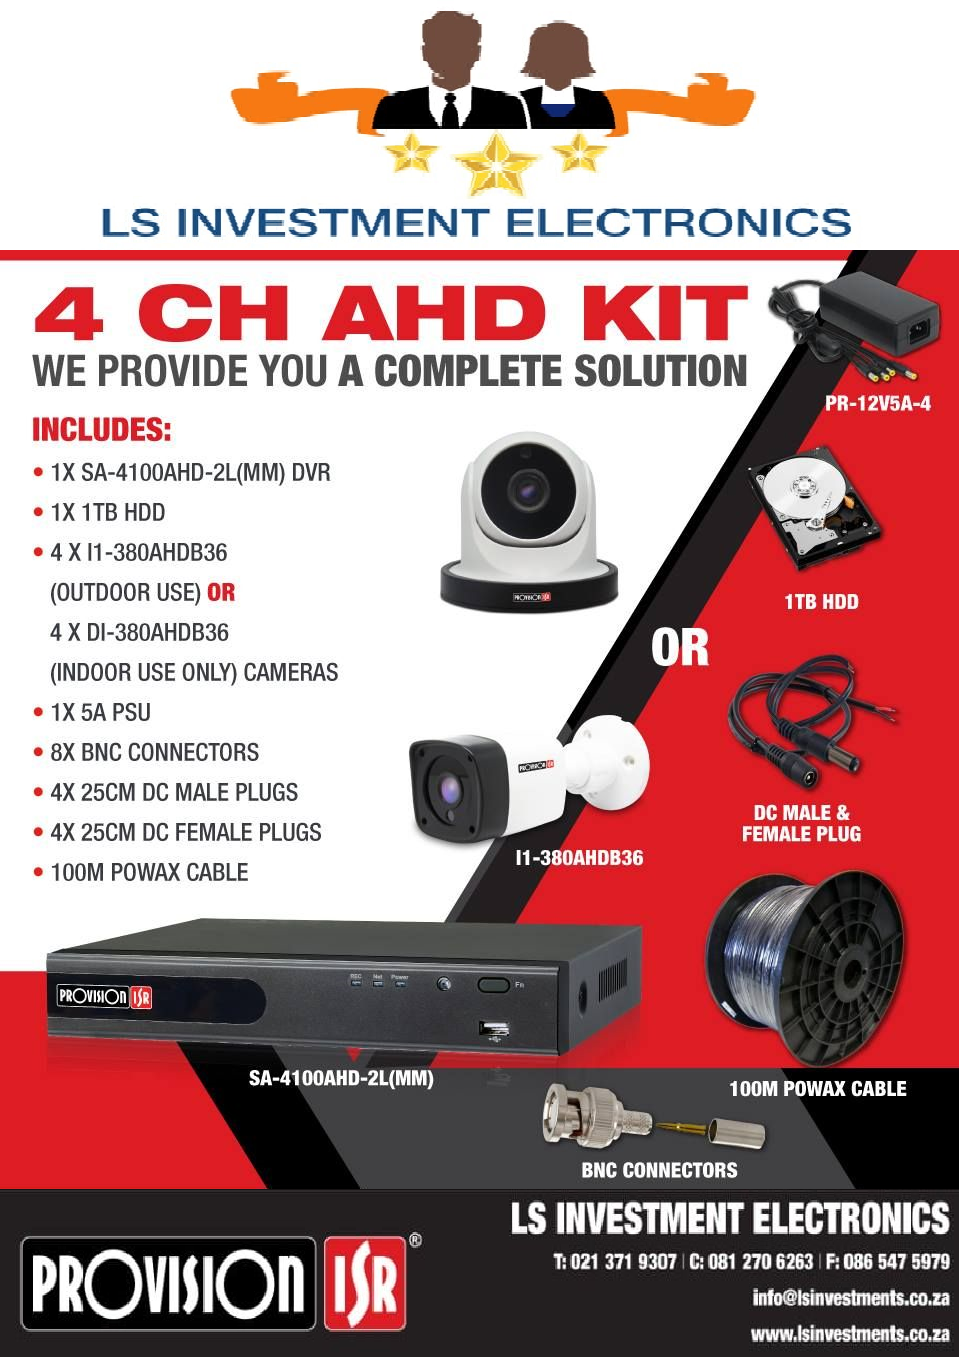 LS INVESTMENT ELECTRONICS
4 CH AHD KIT
WE PROVIDE YOU A COMPLETE SOLUTION
INCLUDES:
• 1X SA-4100AHD-2L(MM) DVR
• 1X 1TB HDD
• 4 X I1-380AHDB36
(OUTDOOR USE) OR
4 X DI-380AHDB36
(INDOOR USE ONLY) CAMERAS
• 1X 5A PSU
• 8X BNC CONNECTORS
• 4X 25CM DC MALE PLUGS
• 4X 25CM DC FEMALE PLUGS
• 100M POWAX CABLE
PR-12V5A-4
PROVISION ISR
1TB HDD
OR
PROVISION ISR
I1-380AHDB36
DC MALE &
FEMALE PLUG
PROVISION ISR
REC Net Power
Fn
SA-4100AHD-2L(MM)
100M POWAX CABLE
BNC CONNECTORS
PROVISION ISR®
LS INVESTMENT ELECTRONICS
T: 021 371 9307 | C: 081 270 6263 | F: 086 547 5979
info@lsinvestments.co.za
www.lsinvestments.co.za